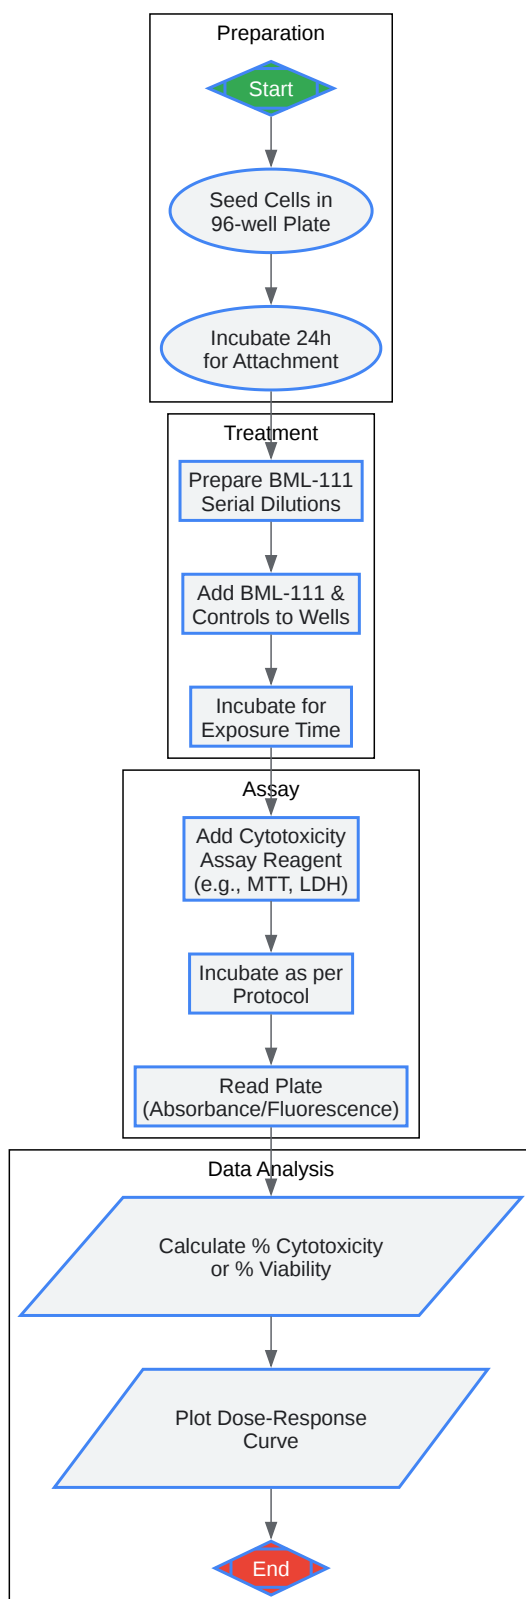 Preparation
Start
Seed Cells in
96-well Plate
Incubate 24h
for Attachment
Treatment
Prepare BML-111
Serial Dilutions
Add BML-111 &
Controls to Wells
Incubate for
Exposure Time
Assay
Add Cytotoxicity
Assay Reagent
(e.g., MTT, LDH)
Incubate as per
Protocol
Read Plate
(Absorbance/Fluorescence)
Data Analysis
Calculate % Cytotoxicity
or % Viability
Plot Dose-Response
Curve
End